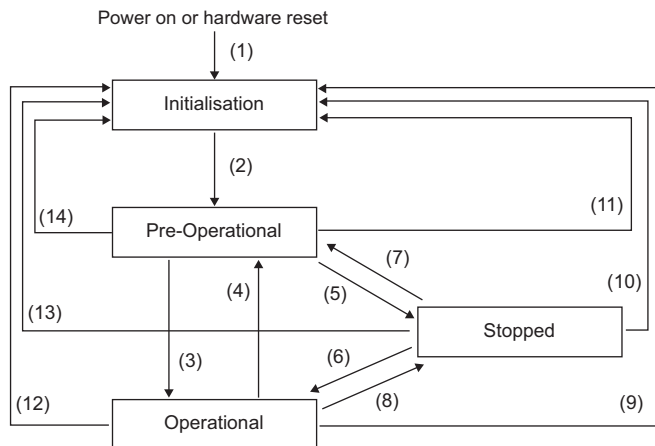 Power on or hardware reset
(1)
Initialisation
(2)
(14)
Pre-Operational
(11)
(7)
(4)
(5)
(10)
(13)
Stopped
(3)
(6)
(12)
(8)
(9)
Operational